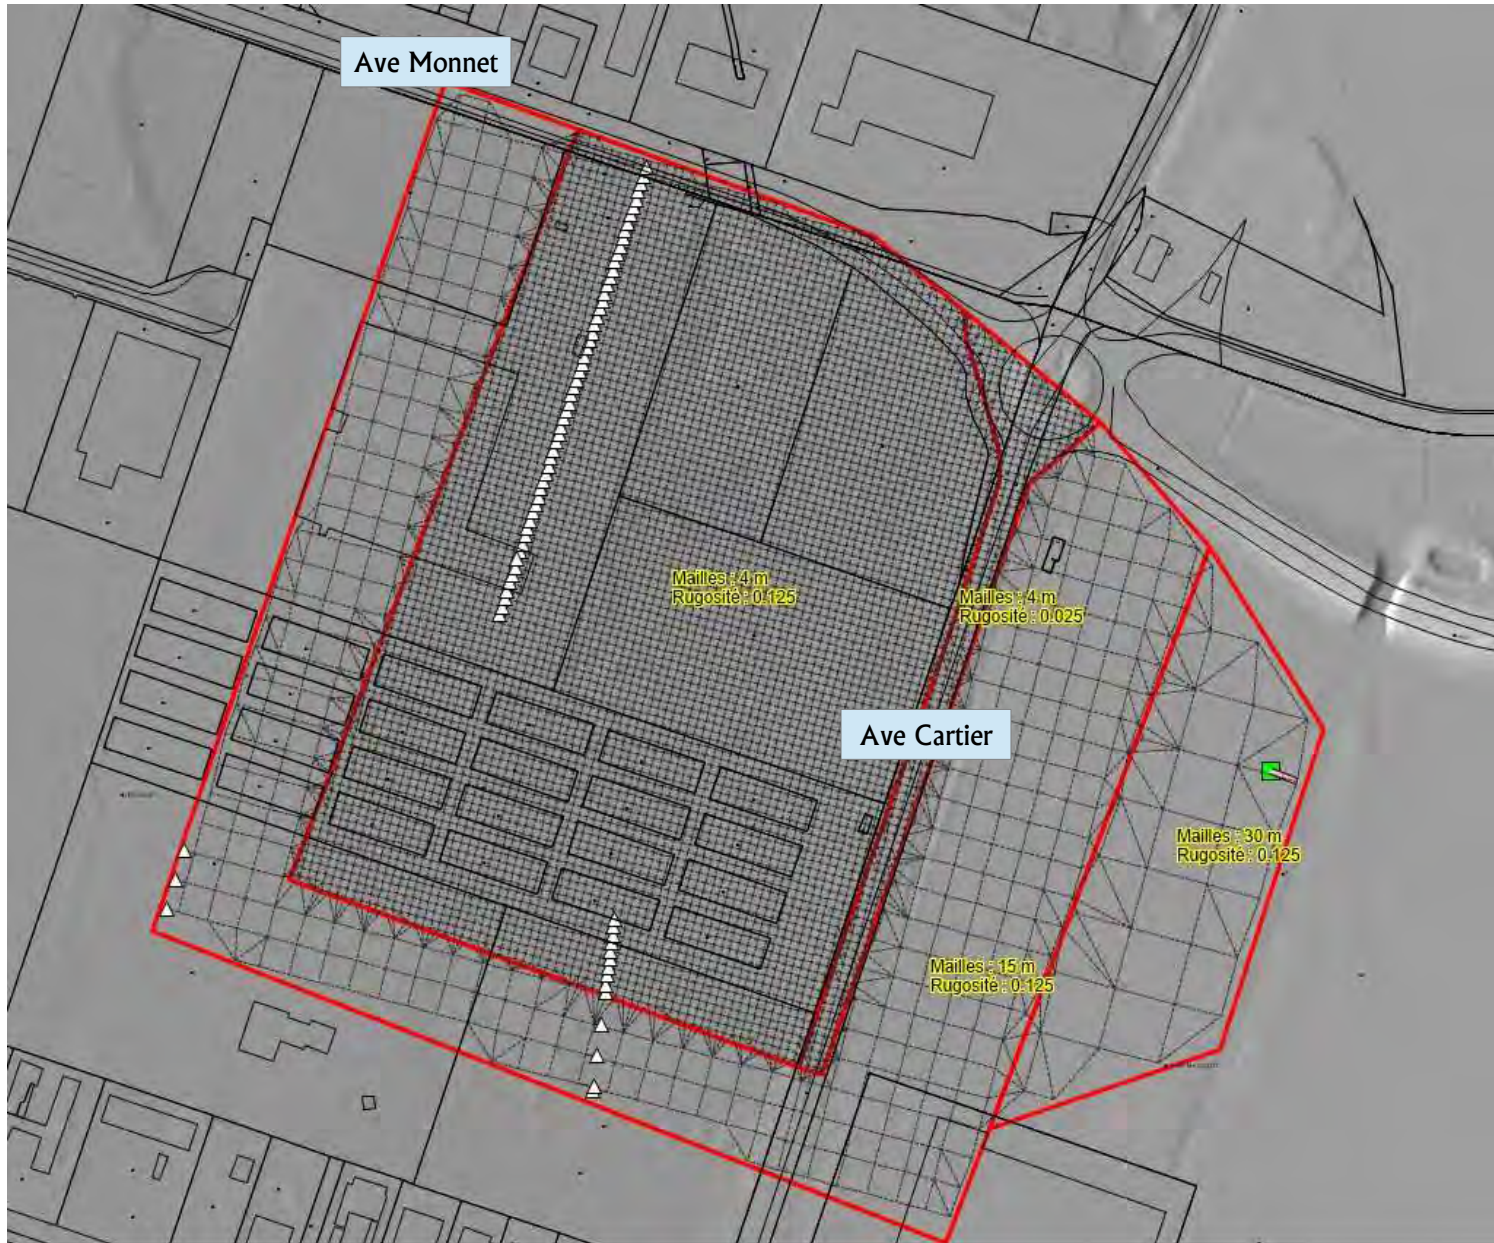 Ave Monnet
Mailles : 4 m
Rugosité : 0.125
Mailles : 4 m
Rugosité : 0.025
Ave Cartier
Mailles : 30 m
Rugosité : 0.125
Mailles : 15 m
Rugosité : 0.125